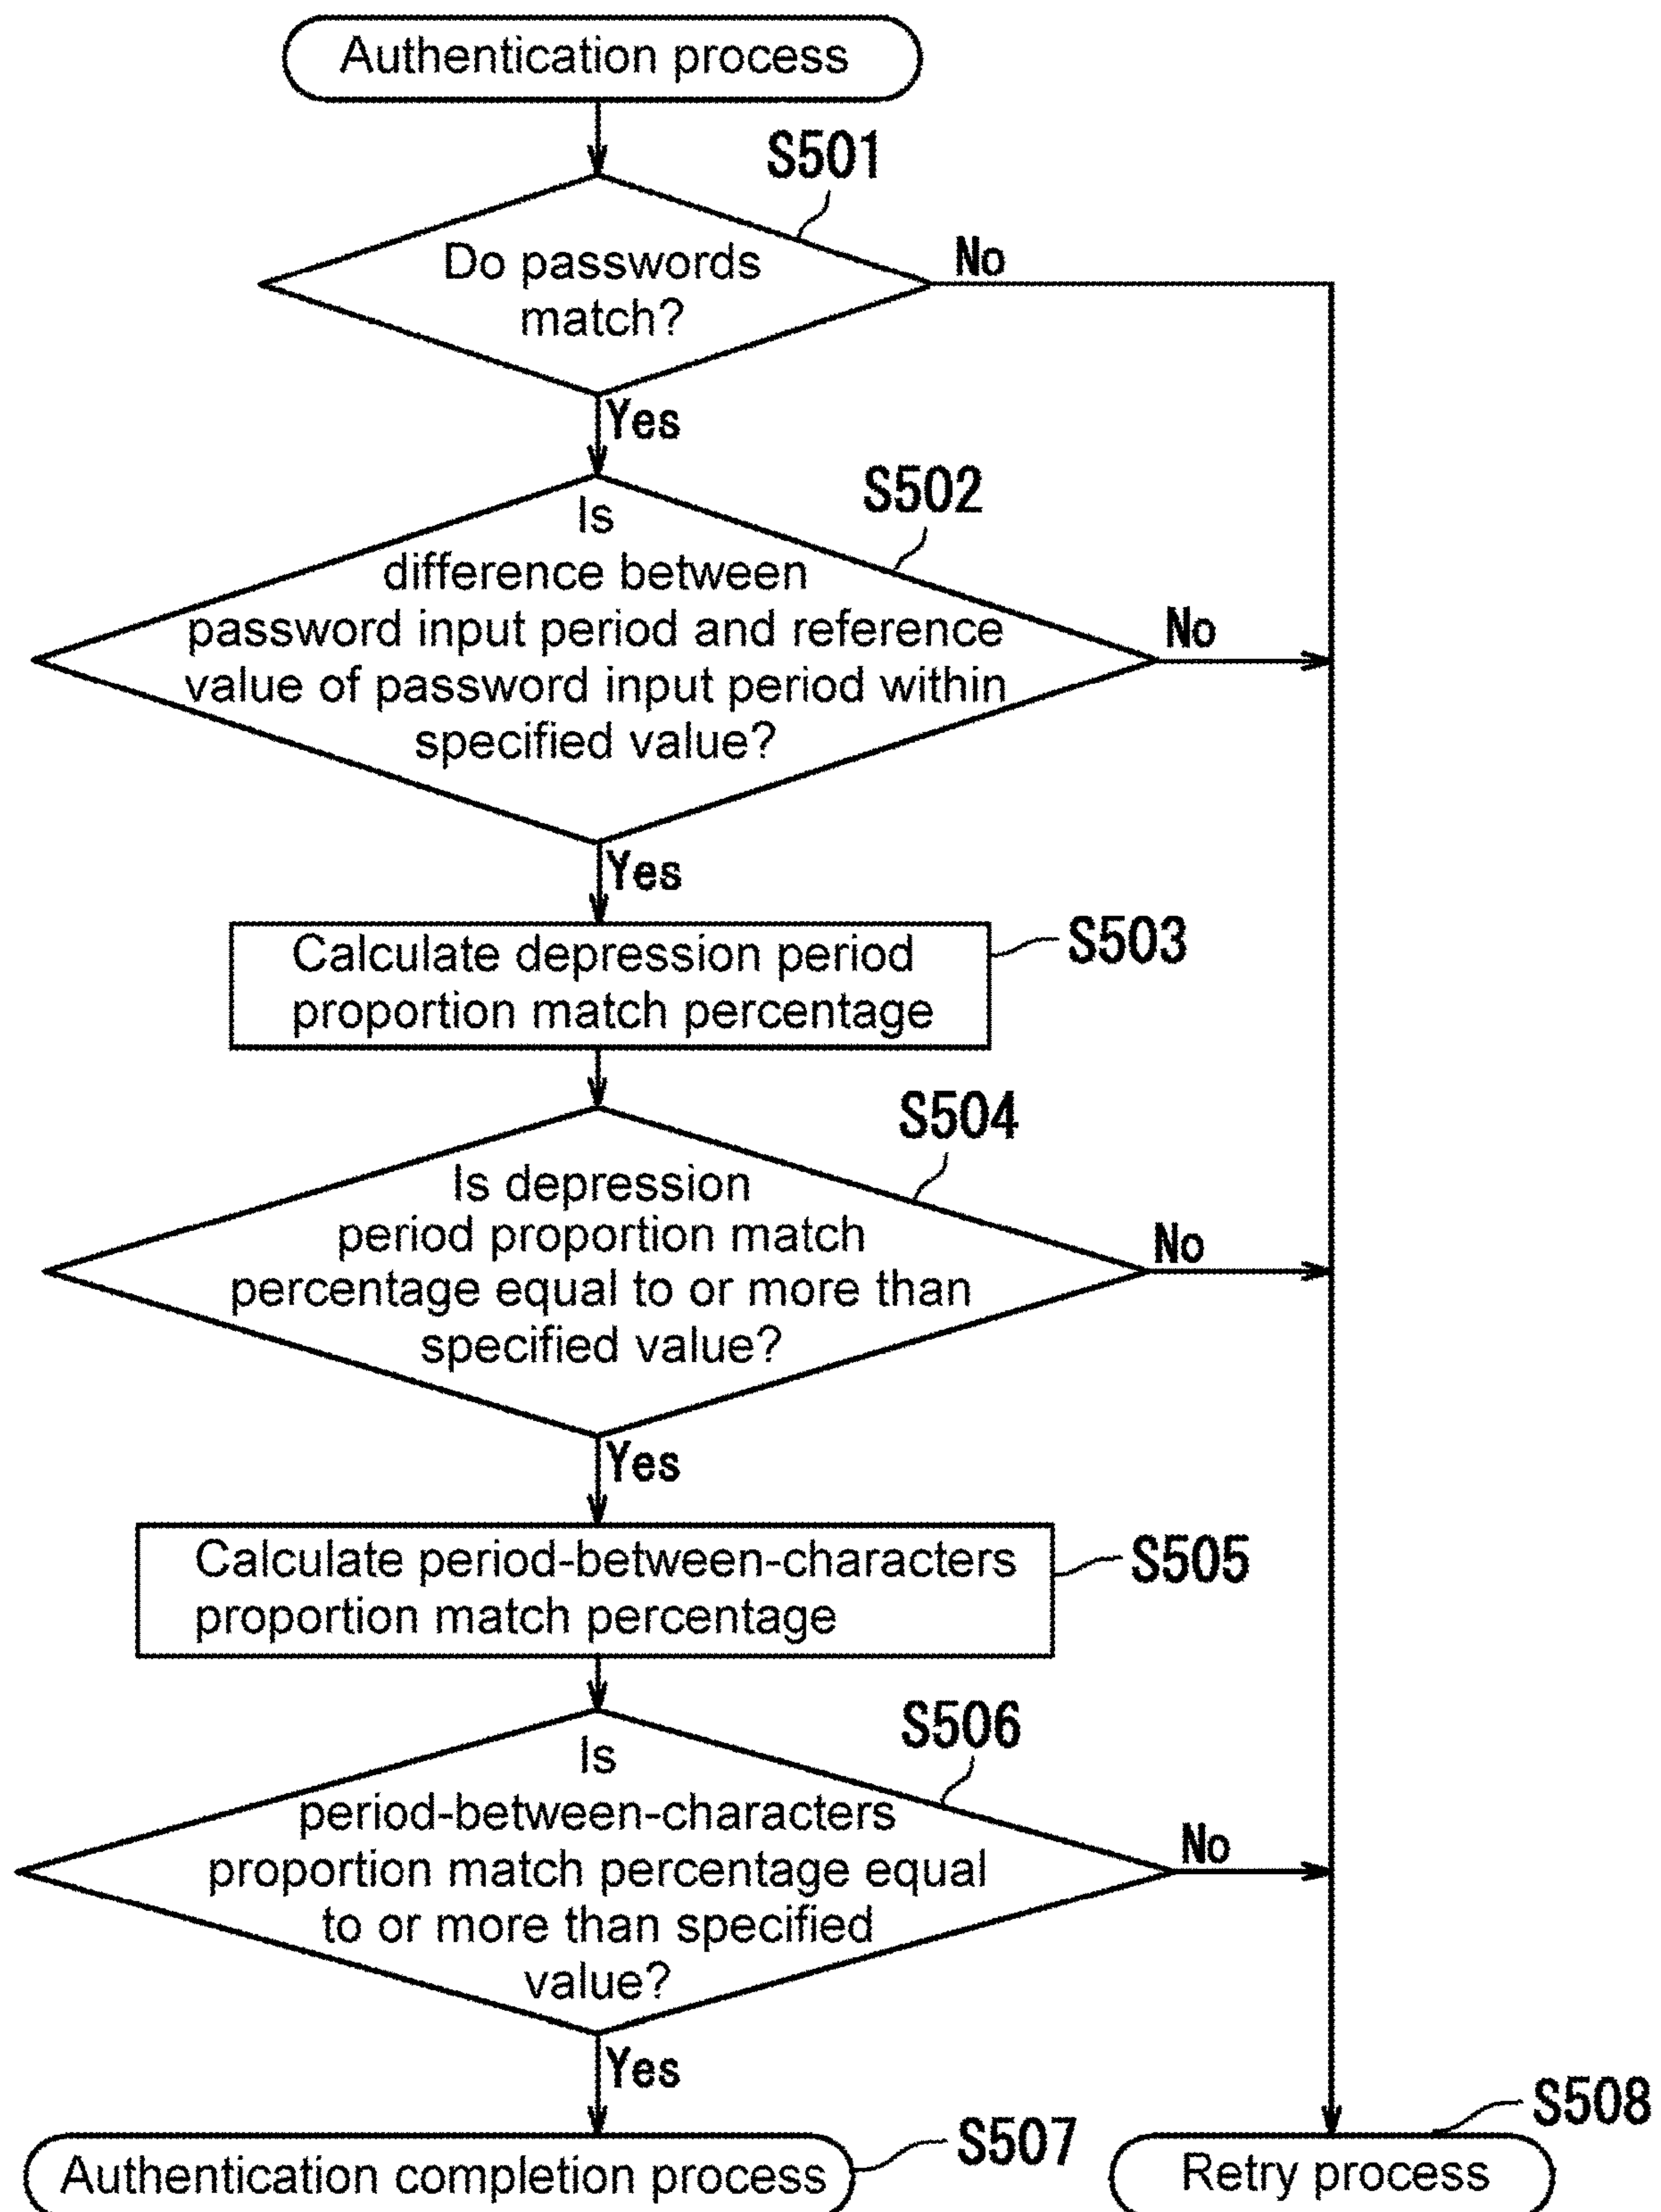 Authentication process
S501
Do passwords
match?
No
Yes
S502
Is
difference between
password input period and reference
value of password input period within
specified value?
No
Yes
Calculate depression period
proportion match percentage
S503
S504
Is depression
period proportion match
percentage equal to or more than
specified value?
No
Yes
Calculate period-between-characters
proportion match percentage
S505
S506
Is
period-between-characters
proportion match percentage equal
to or more than specified
value?
No
Yes
Authentication completion process
S507
S508
Retry process